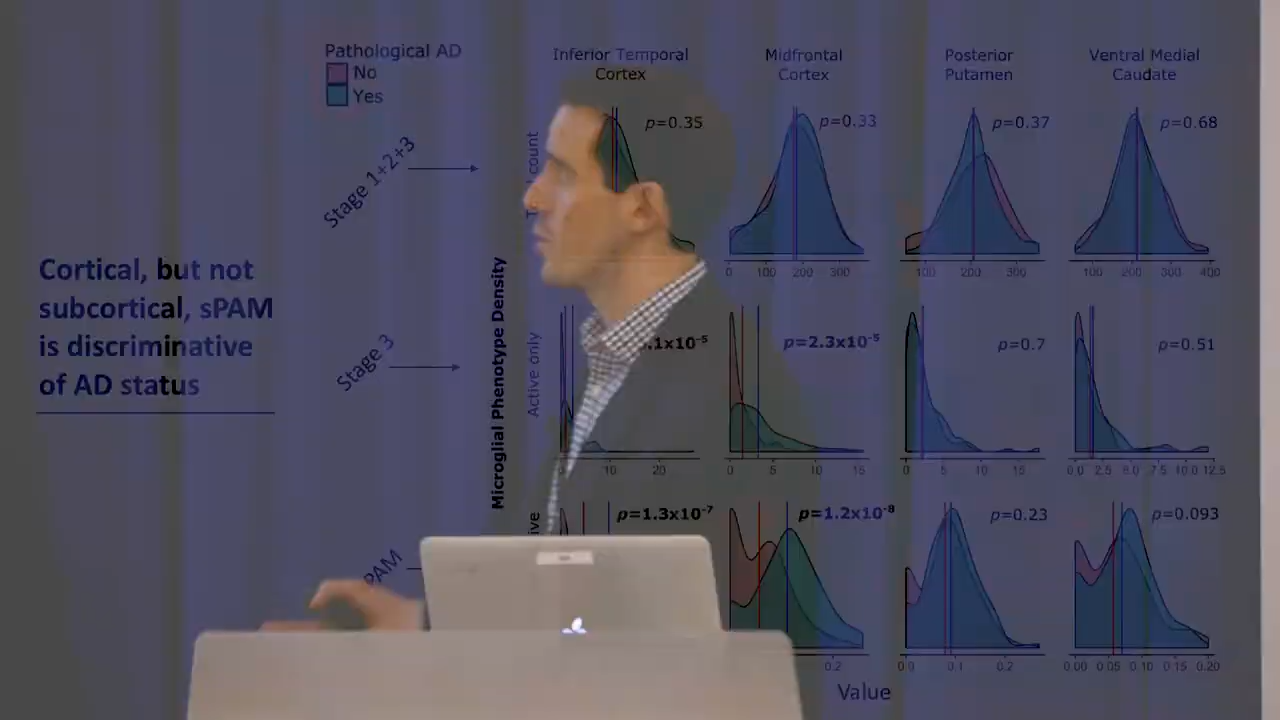 Pathological AD
No
Yes
Inferior Temporal
Cortex
Midfrontal
Cortex
Posterior
Putamen
Ventral Medial
Caudate
Stage 1+2+3
count
p=0.35
p=0.33
p=0.37
p=0.68
0 100 200 300
100 200 300
100 200 300 400
Cortical, but not
subcortical, sPAM
is discriminative
of AD status
Microglial Phenotype Density
Stage 3
Active only
.1x10⁻⁵
p=2.3x10⁻⁵
p=0.7
p=0.51
10 20
0 5 10 15
0 5 10 15
0.0 2.5 5.0 7.5 10.0 12.5
PAM
p=1.3x10⁻⁷
p=1.2x10⁻⁸
p=0.23
p=0.093
0.2
0.0 0.1 0.2
0.00 0.05 0.10 0.15 0.20
Value